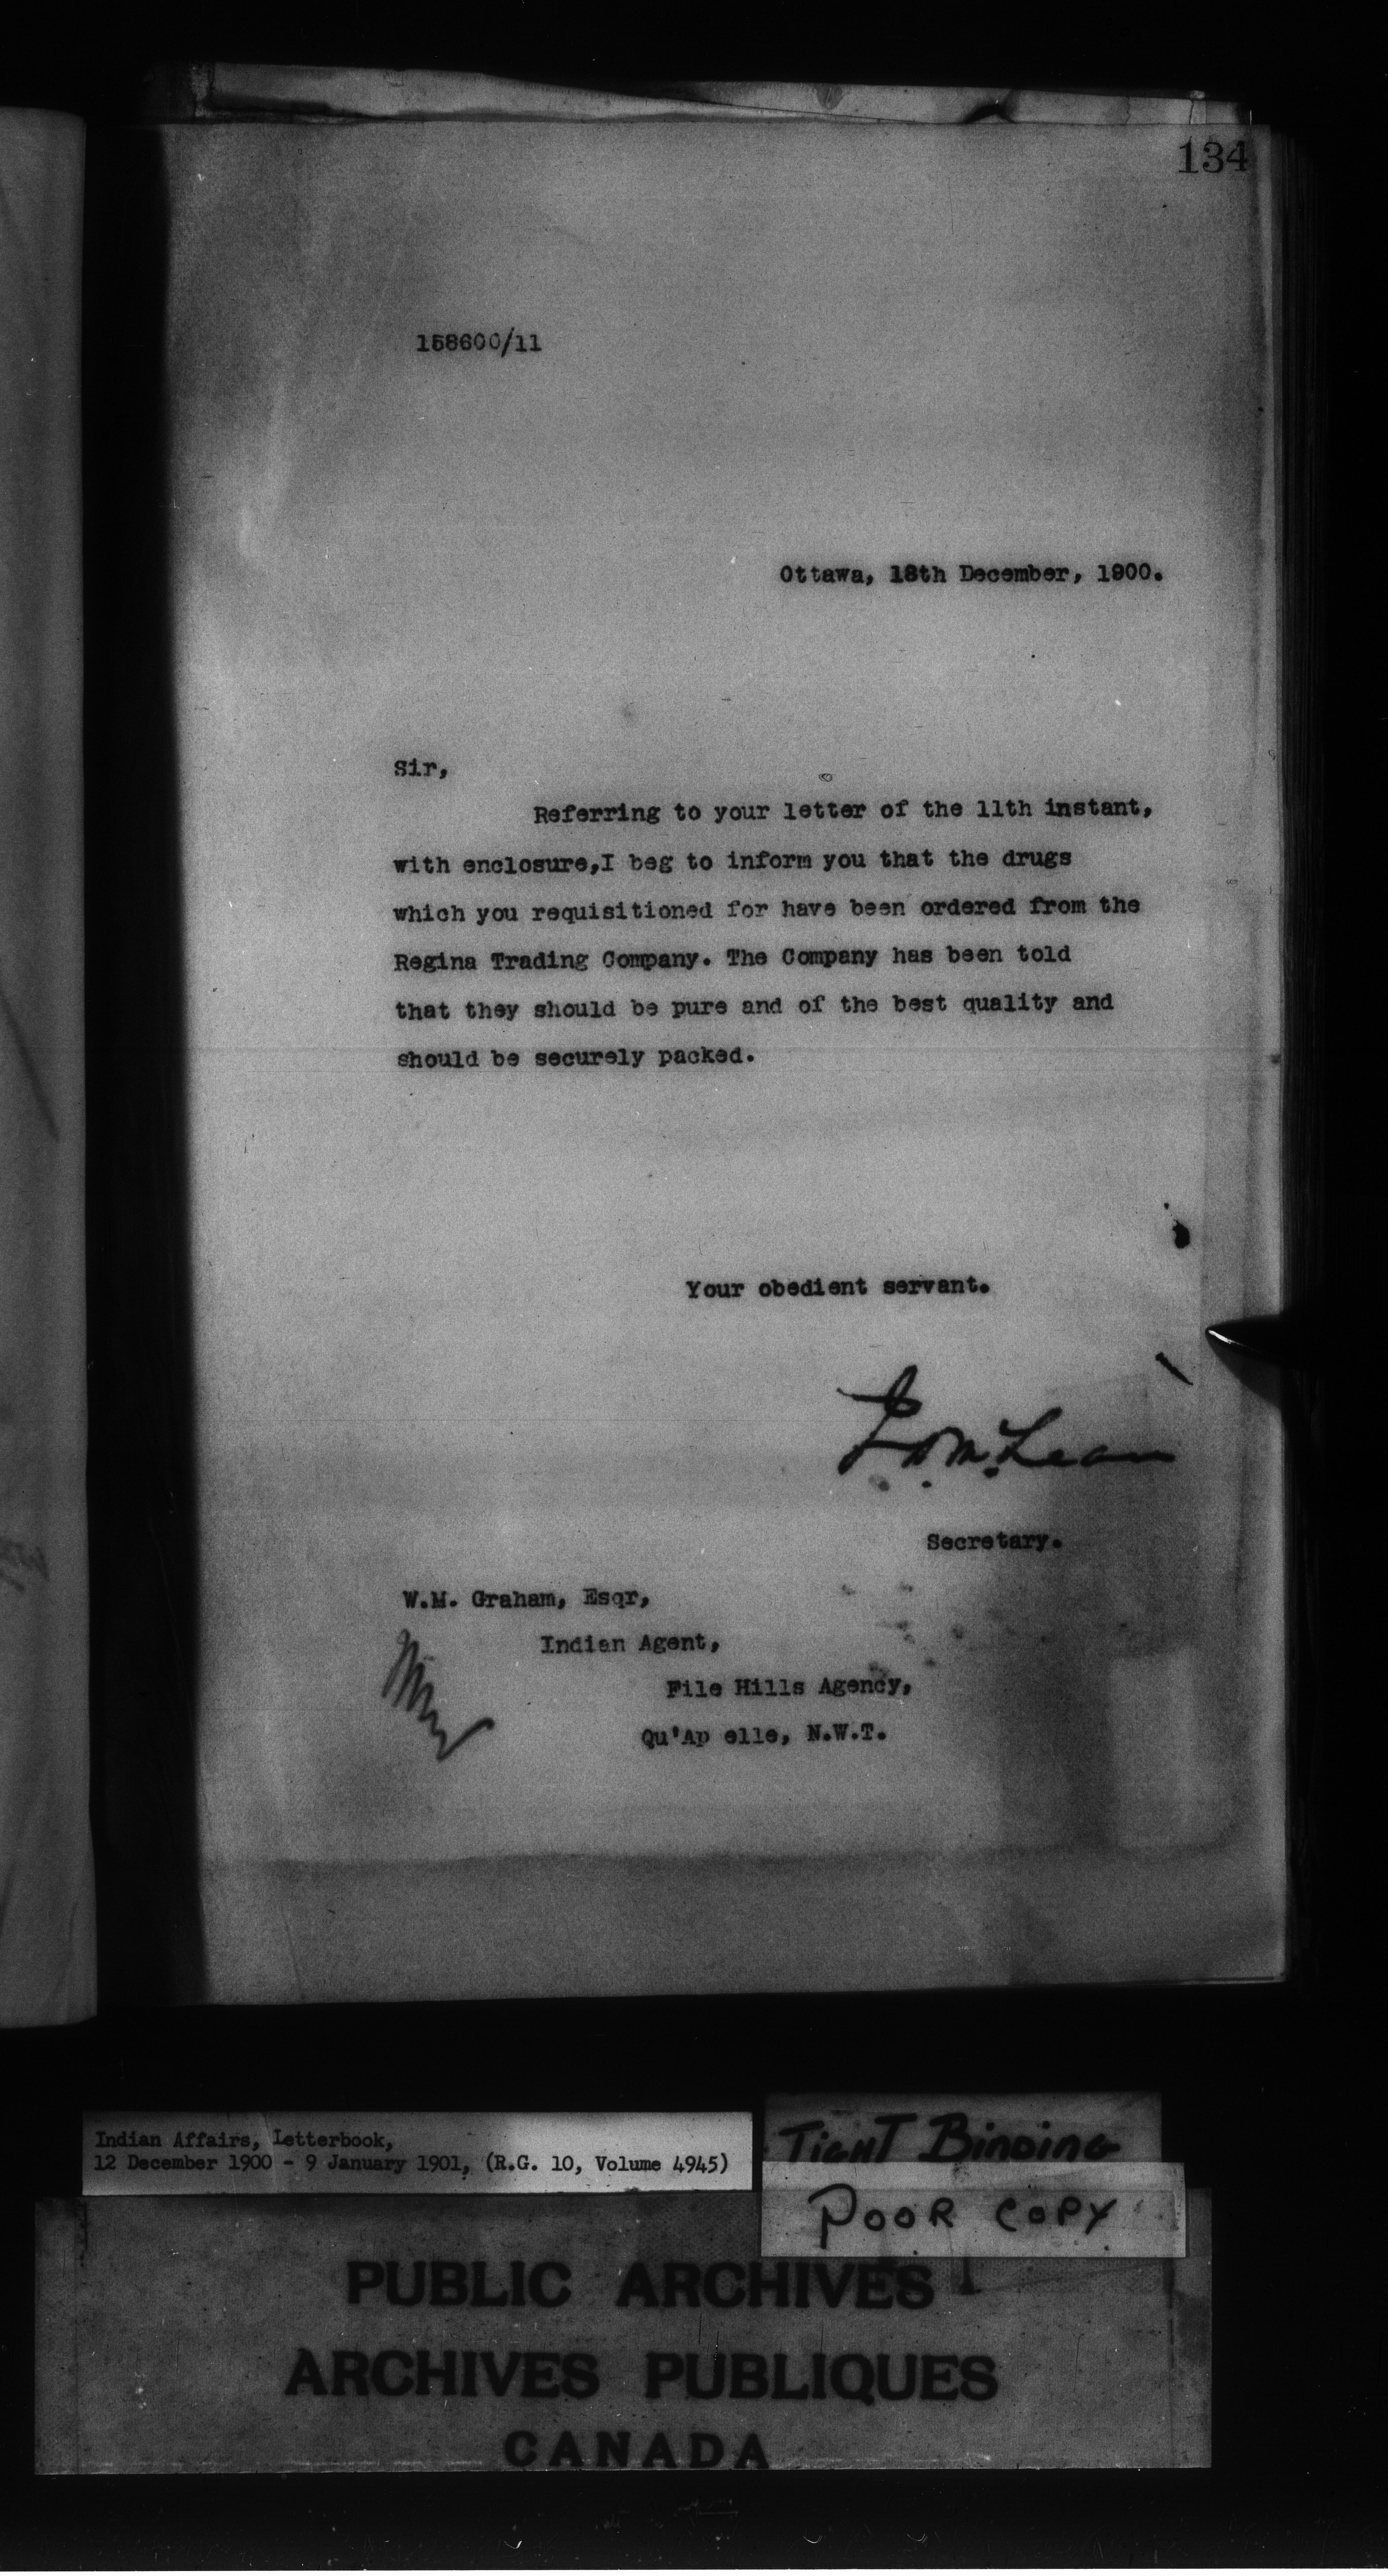 134
158600/11
Ottawa, 18th December, 1900.
Sir,
Referring to your letter of the 11th instant,
with enclosure,I beg to inform you that the drugs
which you requisitioned for have been ordered from the
Regina Trading Company. The Company has been told
that they should be pure and of the best quality and
should be securely packed.
Your obedient servant.
J.D.McLean
Secretary.
W.M. Graham, Esqr,
Indian Agent,
File Hills Agency,
Qu'Ap elle, N.W.T.
Indian Affairs, Letterbook,
12 December 1900 - 9 January 1901, (R.G. 10, Volume 4945)
TIGHT BINDING
POOR COPY
PUBLIC ARCHIVES
ARCHIVES PUBLIQUES
CANADA